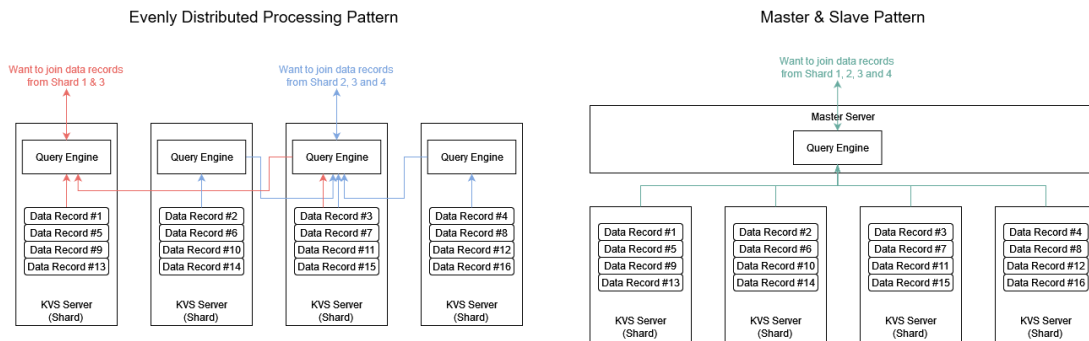 Evenly Distributed Processing Pattern
Want to join data records
from Shard 1 & 3
Want to join data records
from Shard 2, 3 and 4
Query Engine
Query Engine
Query Engine
Query Engine
Data Record #1
Data Record #5
Data Record #9
Data Record #13
KVS Server
(Shard)
Data Record #2
Data Record #6
Data Record #10
Data Record #14
KVS Server
(Shard)
Data Record #3
Data Record #7
Data Record #11
Data Record #15
KVS Server
(Shard)
Data Record #4
Data Record #8
Data Record #12
Data Record #16
KVS Server
(Shard)
Master & Slave Pattern
Want to join data records
from Shard 1, 2, 3 and 4
Master Server
Query Engine
Data Record #1
Data Record #5
Data Record #9
Data Record #13
KVS Server
(Shard)
Data Record #2
Data Record #6
Data Record #10
Data Record #14
KVS Server
(Shard)
Data Record #3
Data Record #7
Data Record #11
Data Record #15
KVS Server
(Shard)
Data Record #4
Data Record #8
Data Record #12
Data Record #16
KVS Server
(Shard)